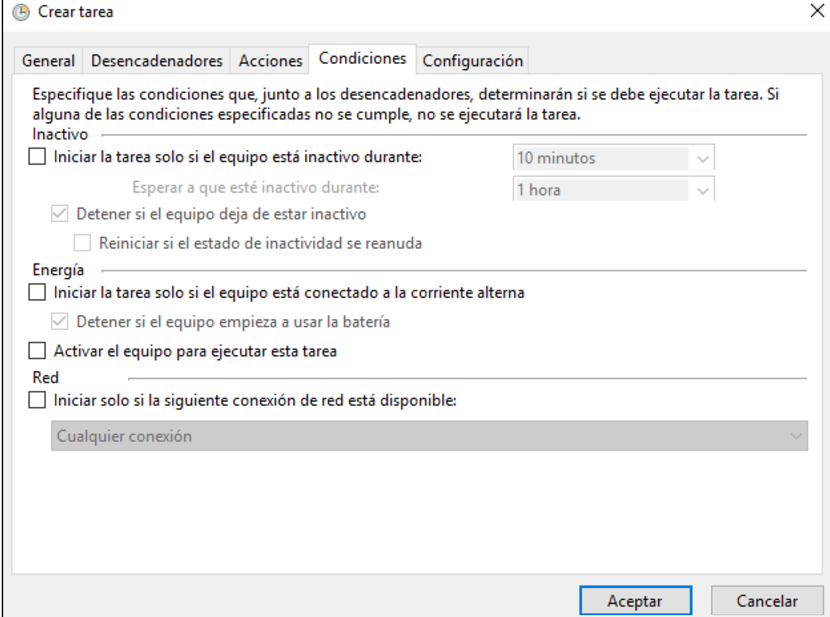 Crear tarea
General Desencadenadores Acciones Condiciones Configuración
Especifique las condiciones que, junto a los desencadenadores, determinarán si se debe ejecutar la tarea. Si
alguna de las condiciones especificadas no se cumple, no se ejecutará la tarea.
Inactivo
Iniciar la tarea solo si el equipo está inactivo durante: 10 minutos
Esperar a que esté inactivo durante: 1 hora
Detener si el equipo deja de estar inactivo
Reiniciar si el estado de inactividad se reanuda
Energía
Iniciar la tarea solo si el equipo está conectado a la corriente alterna
Detener si el equipo empieza a usar la batería
Activar el equipo para ejecutar esta tarea
Red
Iniciar solo si la siguiente conexión de red está disponible:
Cualquier conexión
Aceptar Cancelar